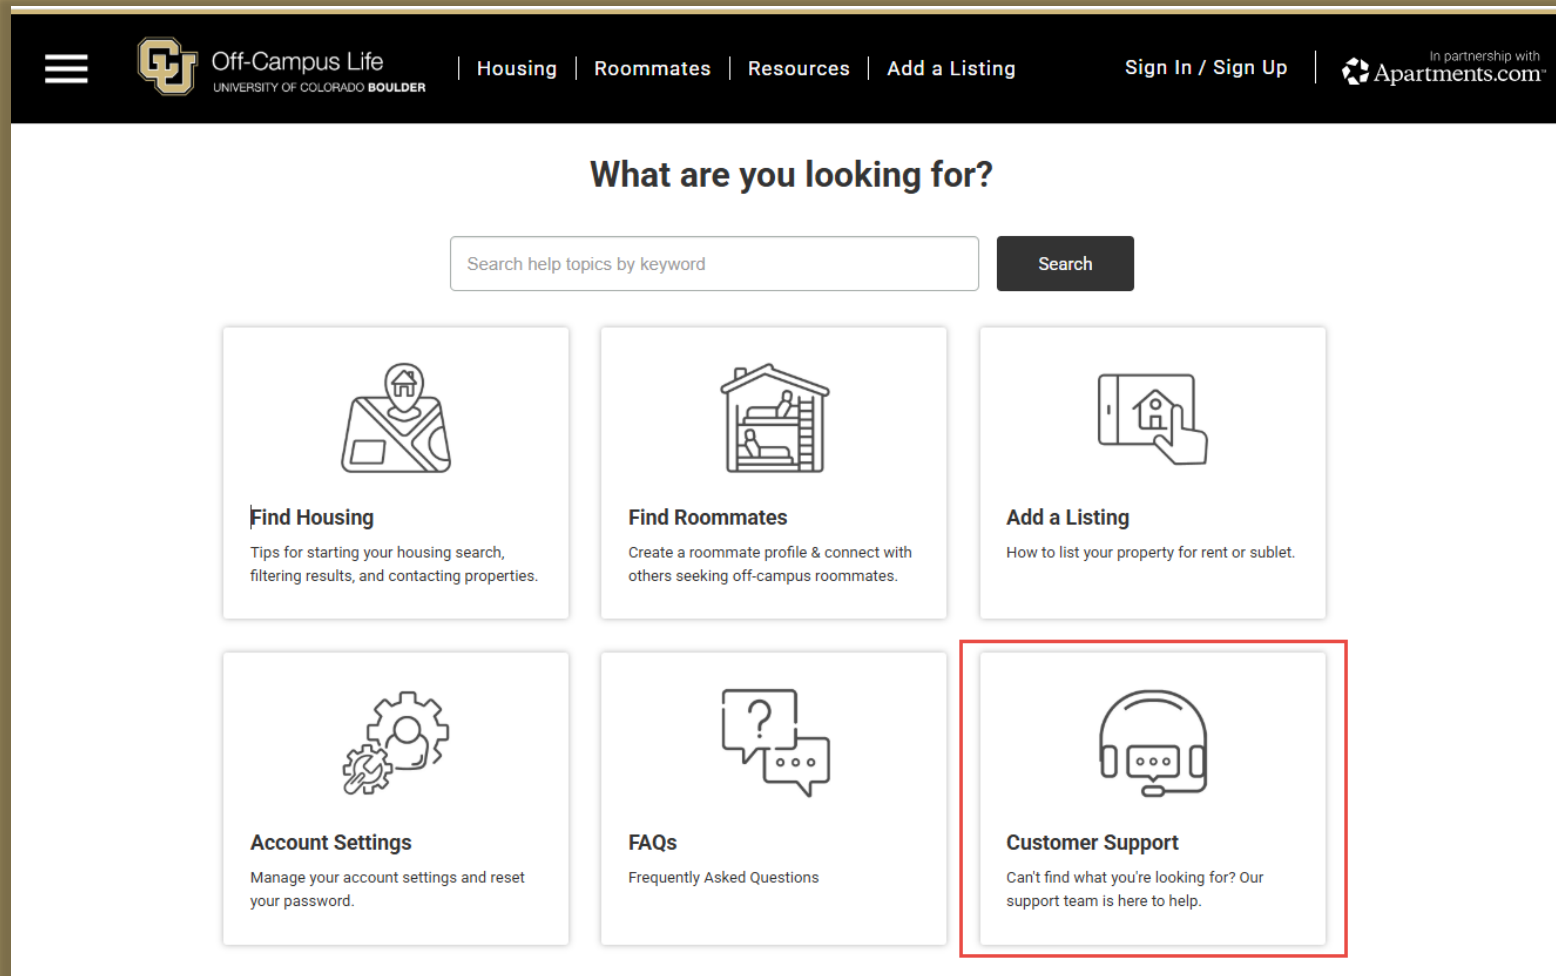 Off-Campus Life
UNIVERSITY OF COLORADO BOULDER
Housing
Roommates
Resources
Add a Listing
Sign In / Sign Up
In partnership with
Apartments.com™
What are you looking for?
Search help topics by keyword
Search
Find Housing
Tips for starting your housing search,
filtering results, and contacting properties.
Find Roommates
Create a roommate profile & connect with
others seeking off-campus roommates.
Add a Listing
How to list your property for rent or sublet.
Account Settings
Manage your account settings and reset
your password.
?
FAQs
Frequently Asked Questions
Customer Support
Can't find what you're looking for? Our
support team is here to help.